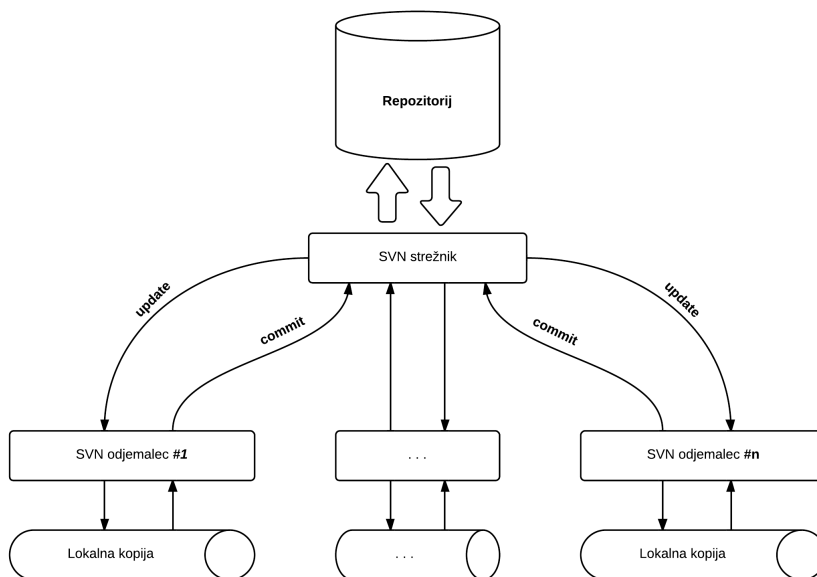 Repozitorij
SVN strežnik
update
commit
commit
update
SVN odjemalec #1
. . .
SVN odjemalec #n
Lokalna kopija
. . .
Lokalna kopija